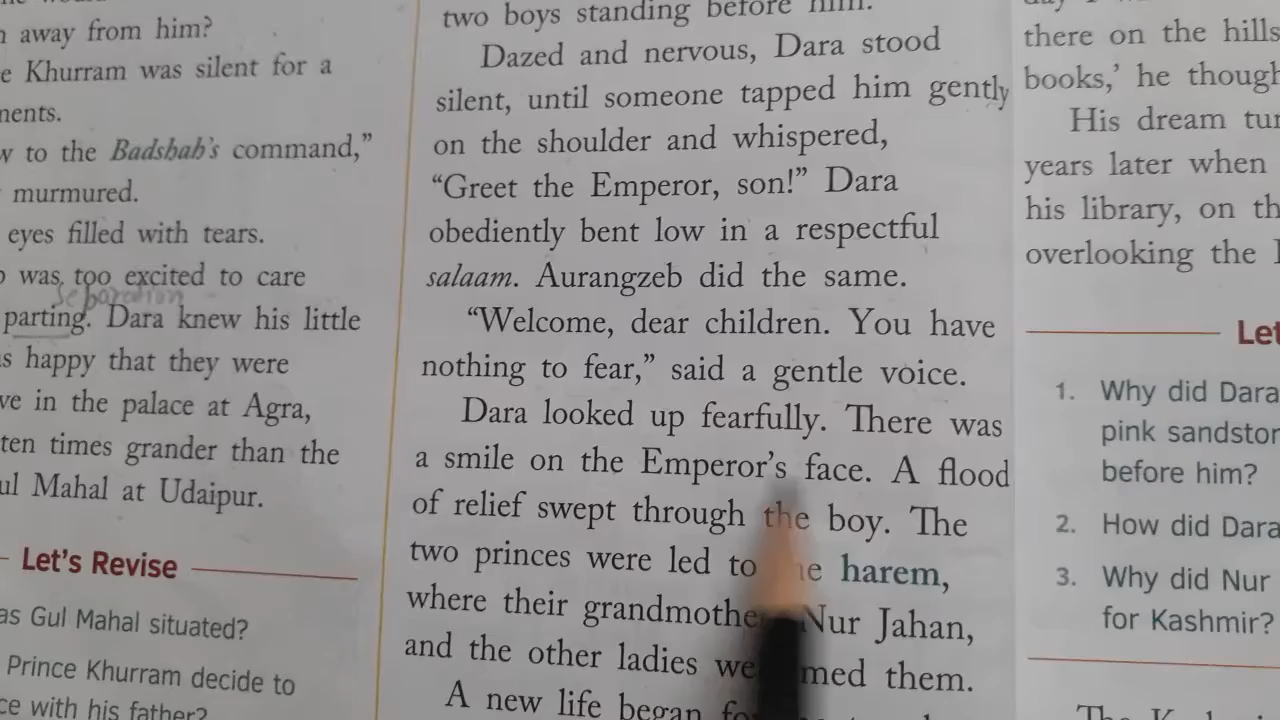 n away from him?
e Khurram was silent for a
ments.
w to the Badshah's command,”
murmured.
eyes filled with tears.
o was too excited to care
separation
parting. Dara knew his little
s happy that they were
ve in the palace at Agra,
ten times grander than the
ul Mahal at Udaipur.
Let's Revise
as Gul Mahal situated?
Prince Khurram decide to
ce with his father?
two boys standing before him.
Dazed and nervous, Dara stood
silent, until someone tapped him gently
on the shoulder and whispered,
“Greet the Emperor, son!” Dara
obediently bent low in a respectful
salaam. Aurangzeb did the same.
“Welcome, dear children. You have
nothing to fear,” said a gentle voice.
Dara looked up fearfully. There was
a smile on the Emperor's face. A flood
of relief swept through the boy. The
two princes were led to he harem,
where their grandmothe Nur Jahan,
and the other ladies we med them.
A new life began
there on the hills
books,' he though
His dream tur
years later when
his library, on th
overlooking the
Let
1. Why did Dara
pink sandstor
before him?
2. How did Dara
3. Why did Nur
for Kashmir?
The